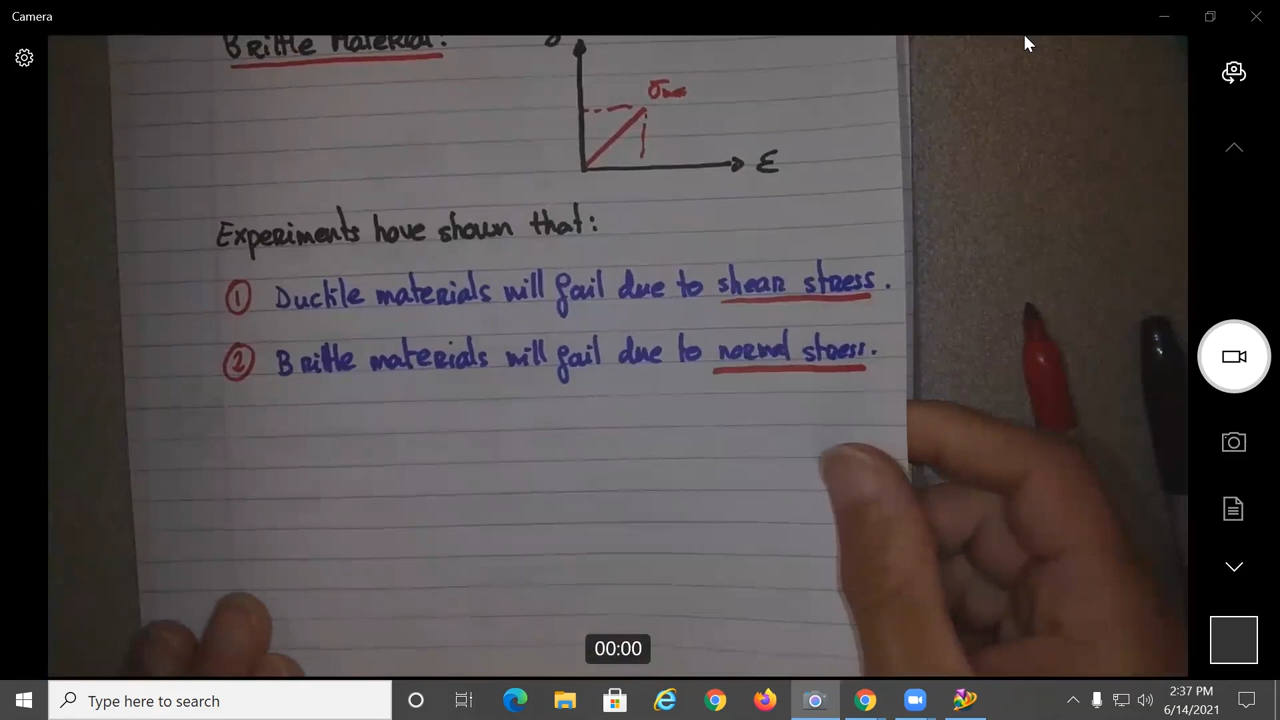 Camera
Brittle Material:
σ
ε
Experiments have shown that:
① Ductile materials will fail due to shear stress.
② Brittle materials will fail due to normal stress.
00:00
Type here to search
2:37 PM
6/14/2021